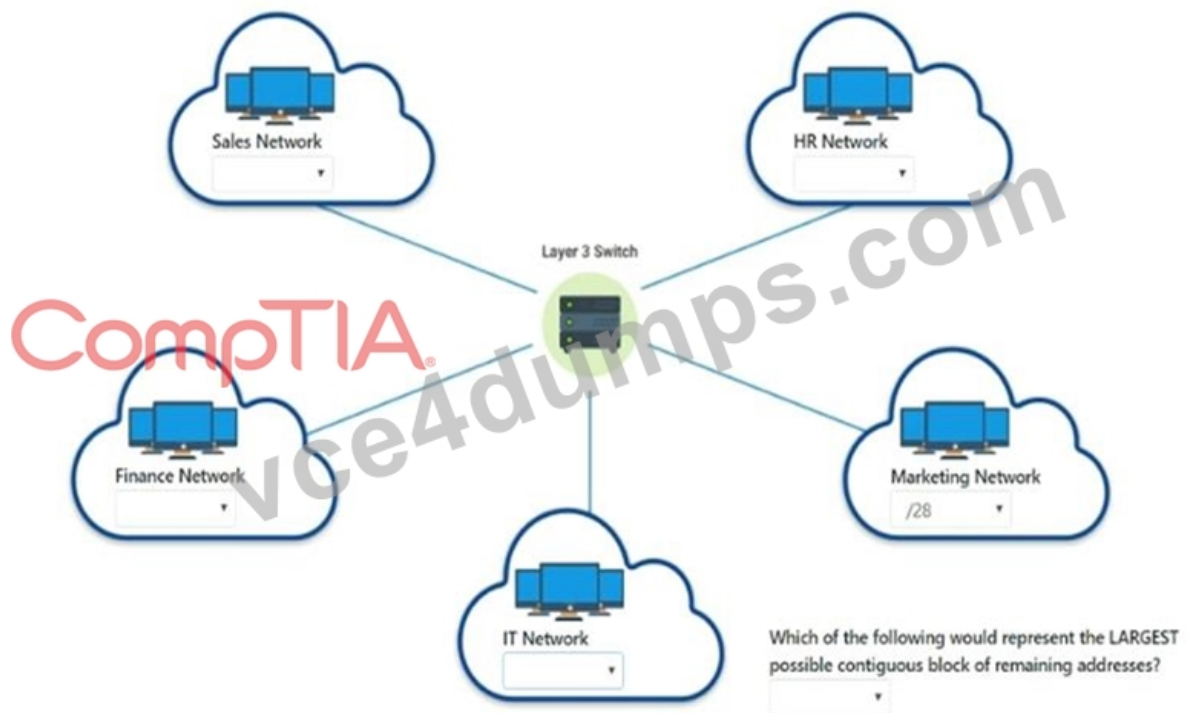 Sales Network
HR Network
Layer 3 Switch
CompTIA.
vce4dumps.com
Finance Network
Marketing Network
/28
IT Network
Which of the following would represent the LARGEST
possible contiguous block of remaining addresses?